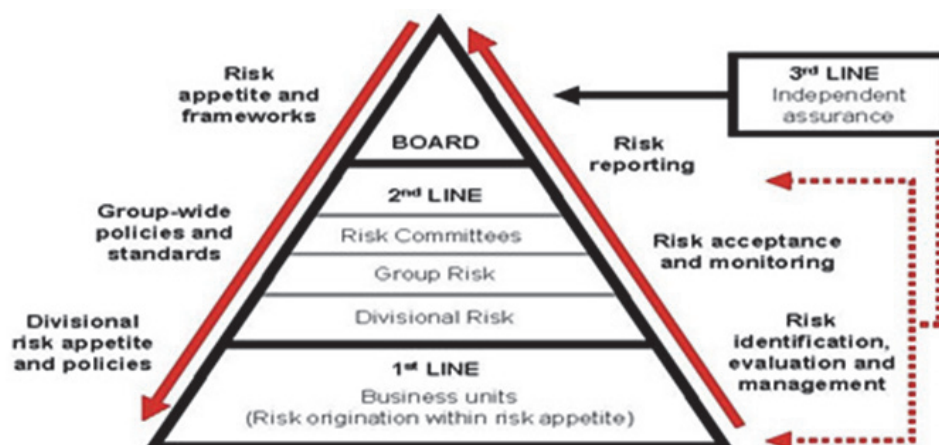 Risk
appetite and
frameworks
Group-wide
policies and
standards
Divisional
risk appetite
and policies
BOARD
2nd LINE
Risk Committees
Group Risk
Divisional Risk
1st LINE
Business units
(Risk origination within risk appetite)
Risk
reporting
Risk acceptance
and monitoring
Risk
identification,
evaluation and
management
3rd LINE
Independent
assurance